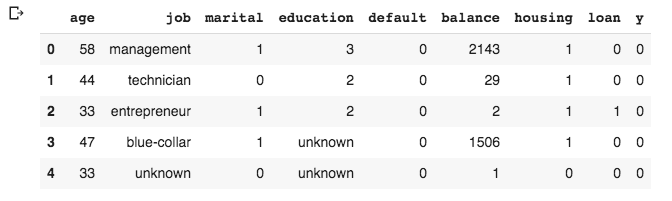 age job marital education default balance housing loan y
0 58 management 1 3 0 2143 1 0 0
1 44 technician 0 2 0 29 1 0 0
2 33 entrepreneur 1 2 0 2 1 1 0
3 47 blue-collar 1 unknown 0 1506 1 0 0
4 33 unknown 0 unknown 0 1 0 0 0